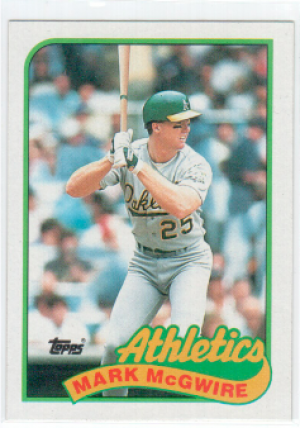 Oakland
25
Topps
Athletics
MARK McGWIRE